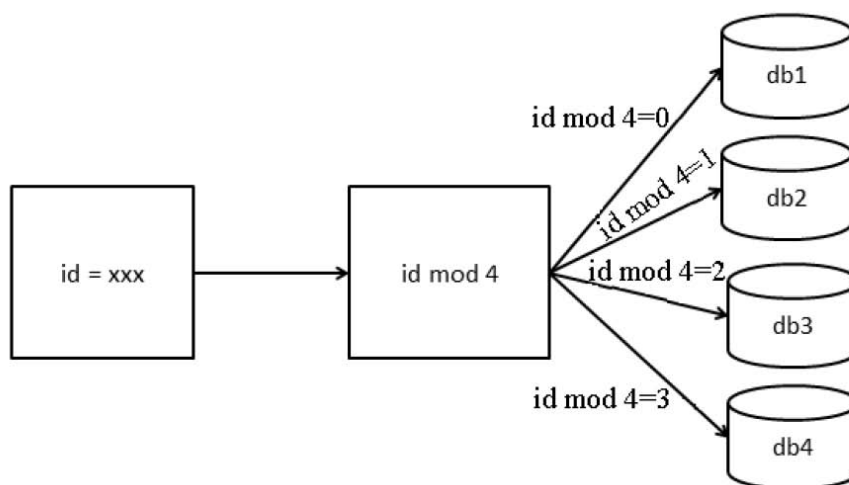 db1
id mod 4=0
id mod 4=1
db2
id = xxx
id mod 4
id mod 4=2
db3
id mod 4=3
db4